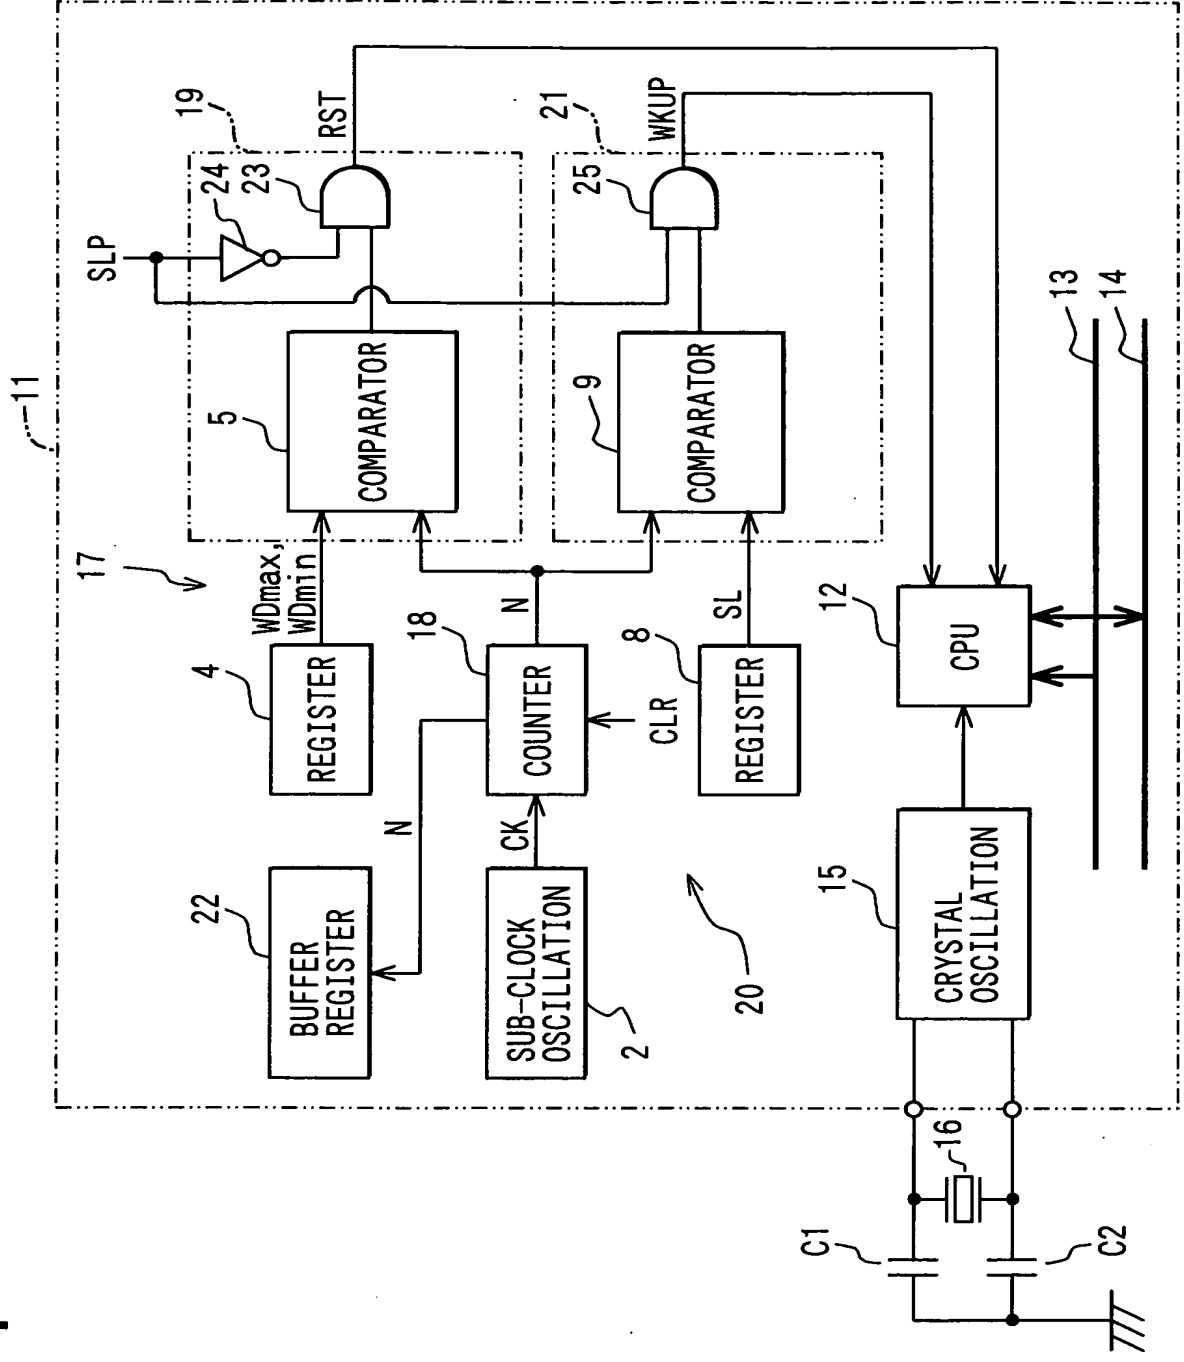 11
17
19
SLP
24
23
RST
5
COMPARATOR
WDmax,
WDmin
4
REGISTER
22
BUFFER
REGISTER
N
18
COUNTER
N
CK
SUB-CLOCK
OSCILLATION
2
CLR
21
25
WKUP
9
COMPARATOR
SL
8
REGISTER
20
12
CPU
13
14
15
CRYSTAL
OSCILLATION
16
C1
C2